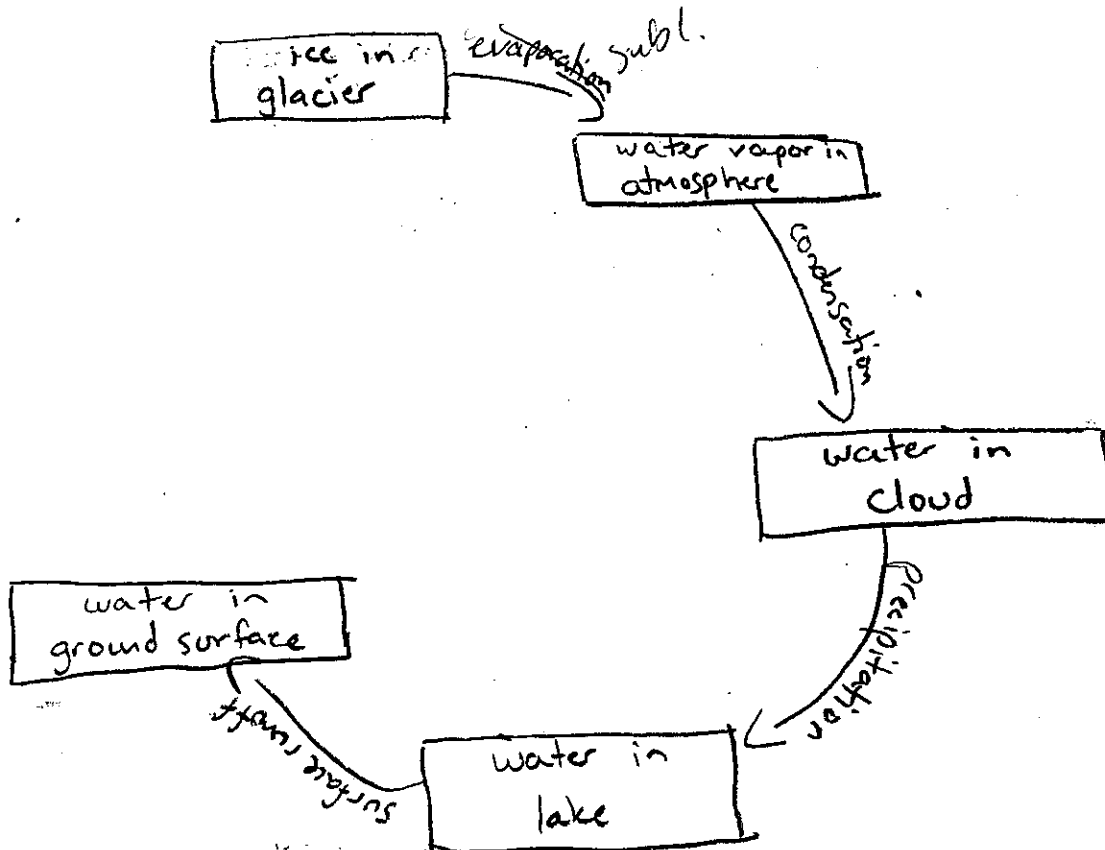 ice in
glacier
evaporation subl.
water vapor in
atmosphere
condensation
water in
cloud
precipitation
water in
lake
surface runoff
water in
ground surface